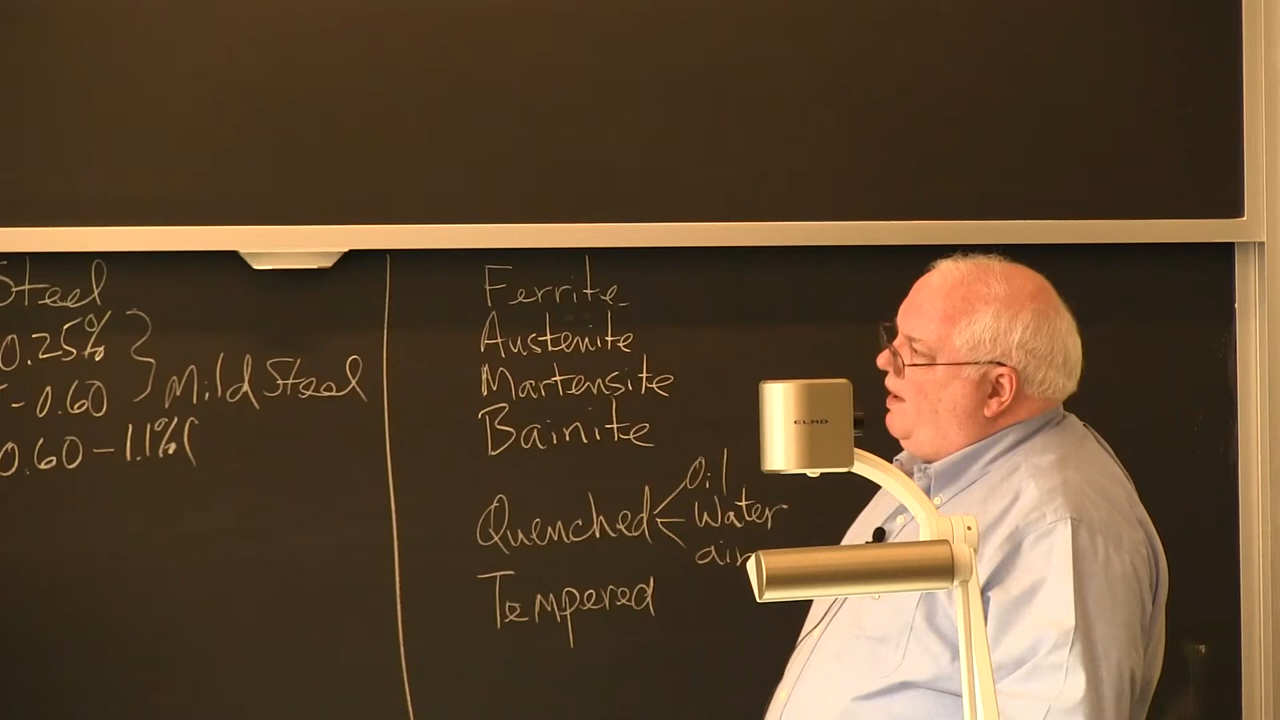 Steel
0.25%
- 0.60
Mild Steel
0.60-1.1%
Ferrite
Austenite
Martensite
Bainite
Quenched
Oil
Water
air
Tempered
ELMO